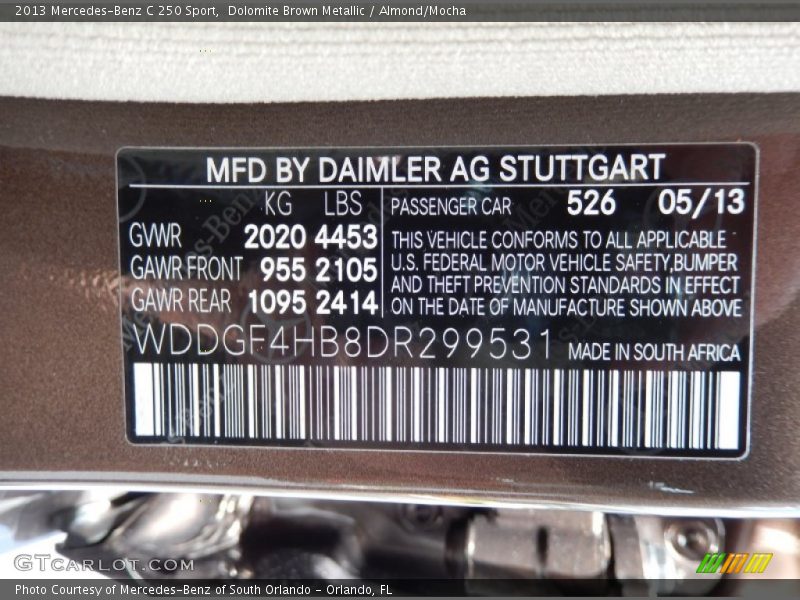 2013 Mercedes-Benz C 250 Sport, Dolomite Brown Metallic / Almond/Mocha
MFD BY DAIMLER AG STUTTGART
KG LBS
GWWR 2020 4453
GAWR FRONT 955 2105
GAWR REAR 1095 2414
PASSENGER CAR 526 05/13
THIS VEHICLE CONFORMS TO ALL APPLICABLE
U.S. FEDERAL MOTOR VEHICLE SAFETY,BUMPER
AND THEFT PREVENTION STANDARDS IN EFFECT
ON THE DATE OF MANUFACTURE SHOWN ABOVE
WDDGF4HB8DR299531 MADE IN SOUTH AFRICA
GTCARLOT.COM
Photo Courtesy of Mercedes-Benz of South Orlando - Orlando, FL